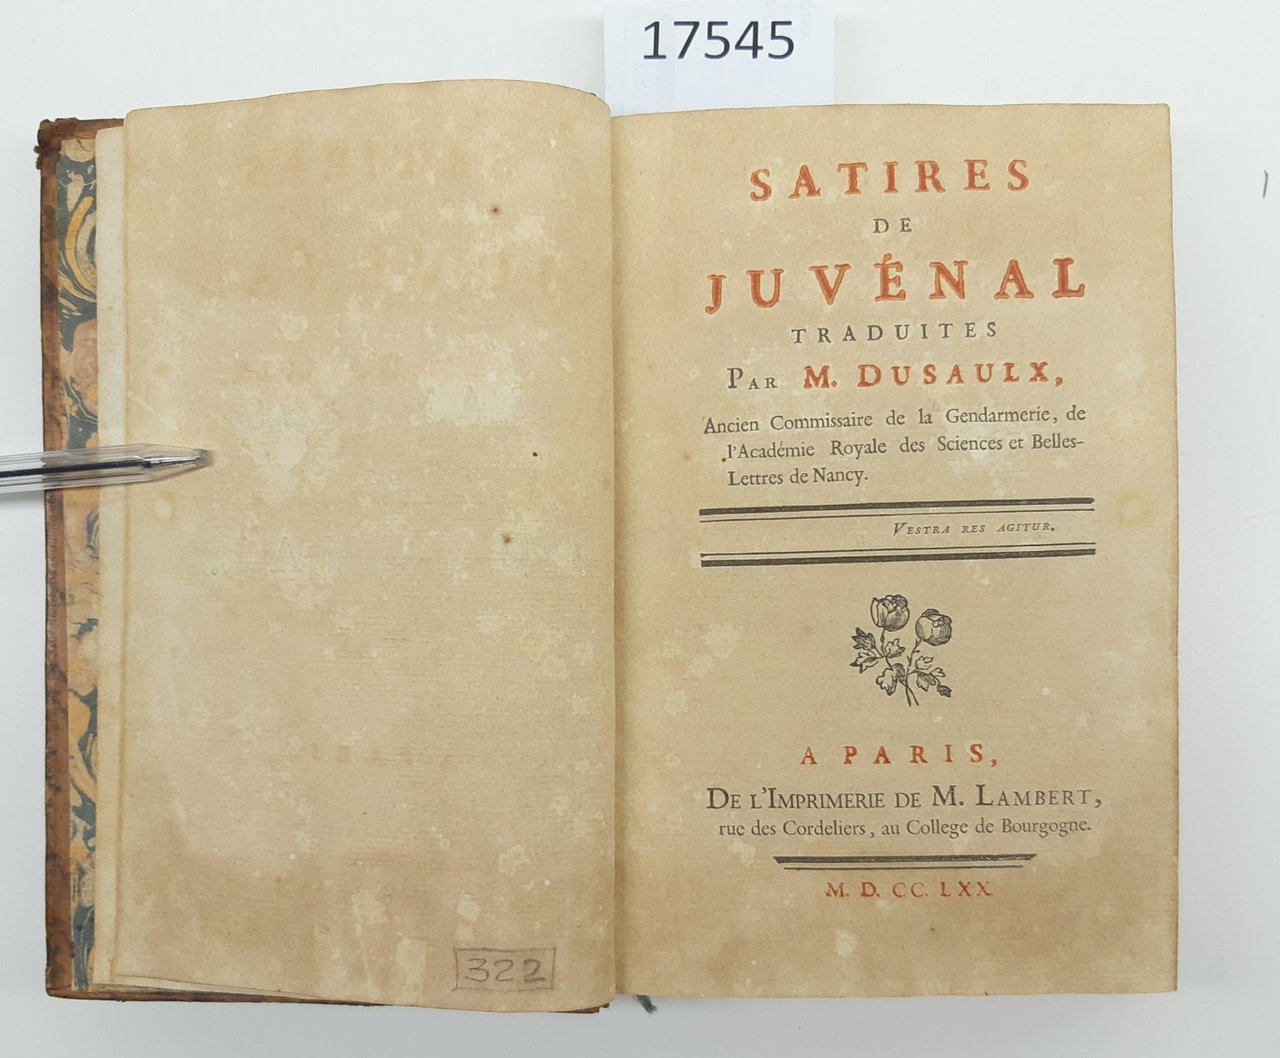 17545
322
SATIRES
DE
JUVÉNAL
TRADUITES
PAR M. DUSAULX,
Ancien Commissaire de la Gendarmerie, de
l'Académie Royale des Sciences et Belles-
Lettres de Nancy.
VESTRA RES AGITUR.
A PARIS,
DE L'IMPRIMERIE DE M. LAMBERT,
rue des Cordeliers, au College de Bourgogne.
M. D. CC. LXX.